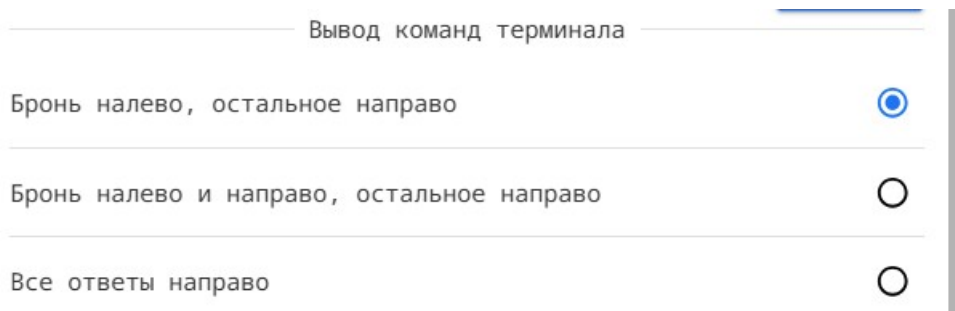 Вывод команд терминала
Бронь налево, остальное направо
Бронь налево и направо, остальное направо
Все ответы направо